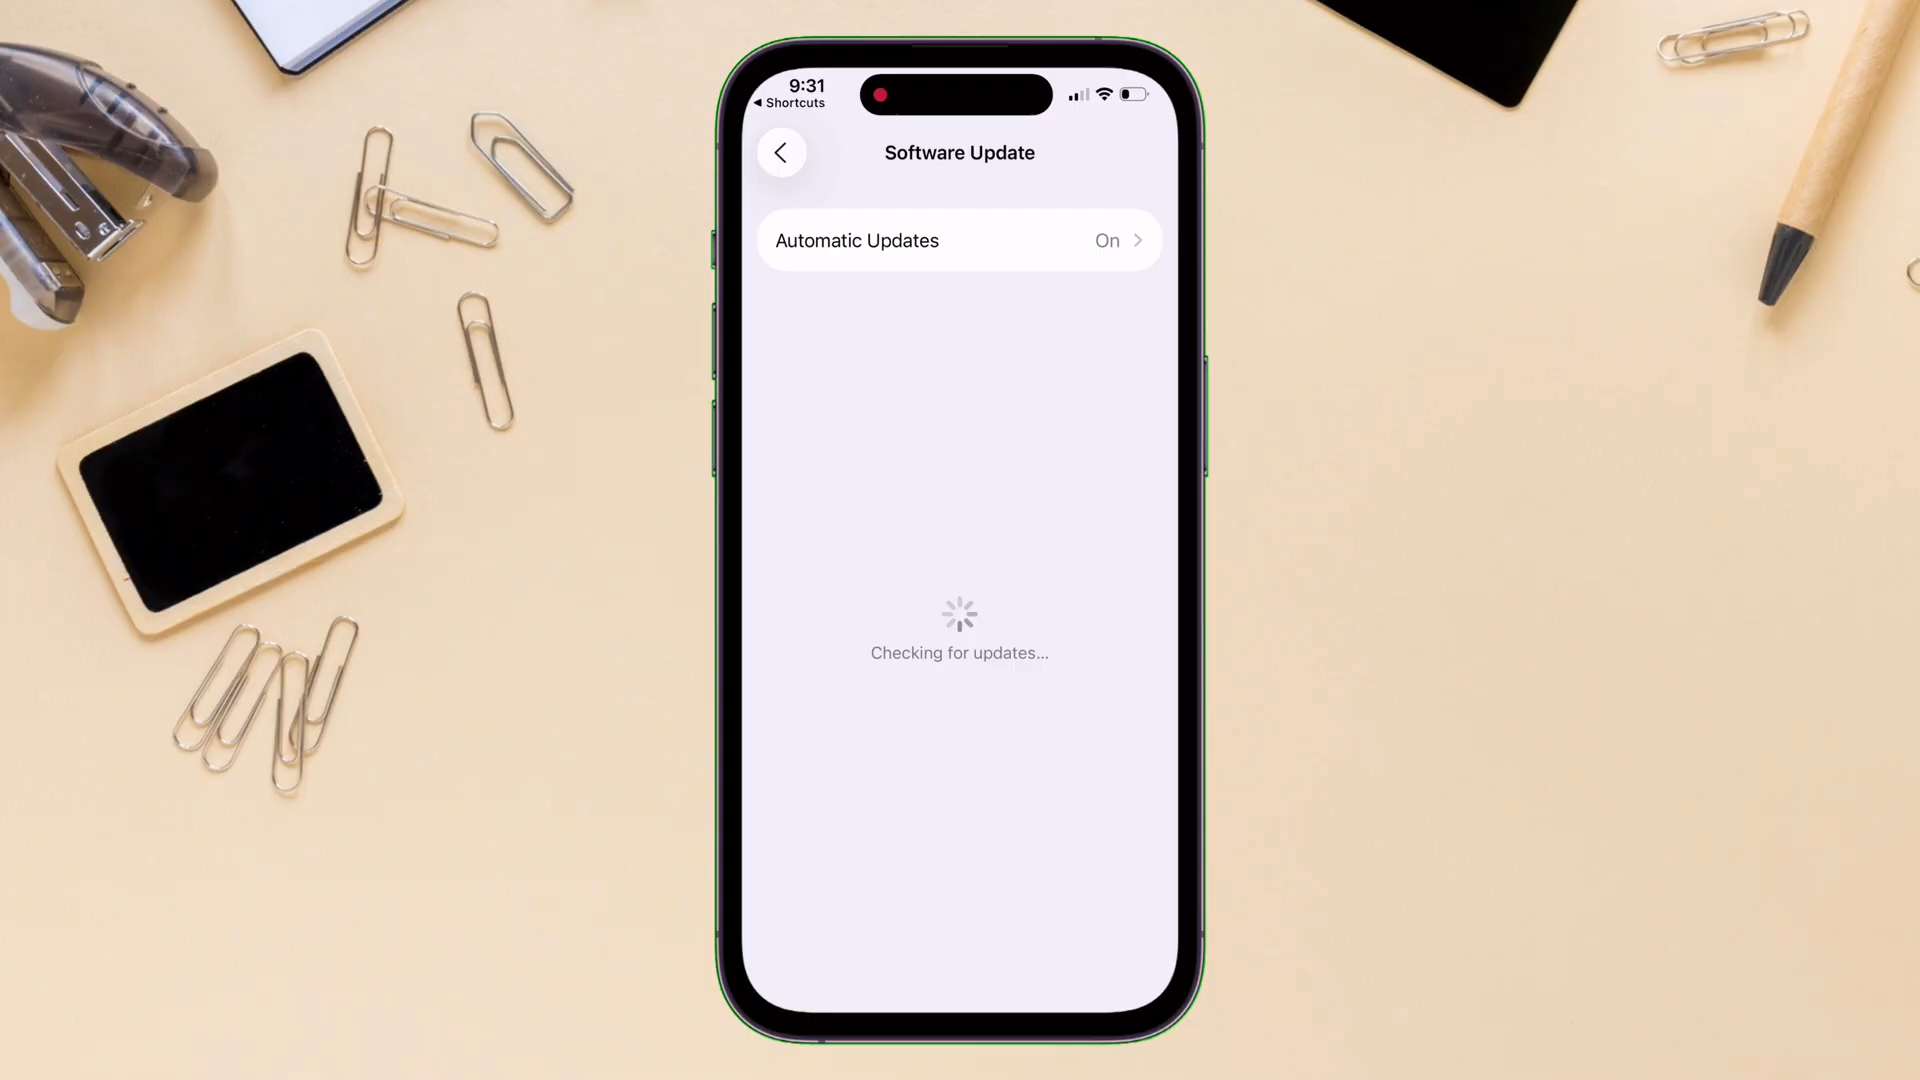 9:31
◀ Shortcuts
Software Update
Automatic Updates On
Checking for updates...